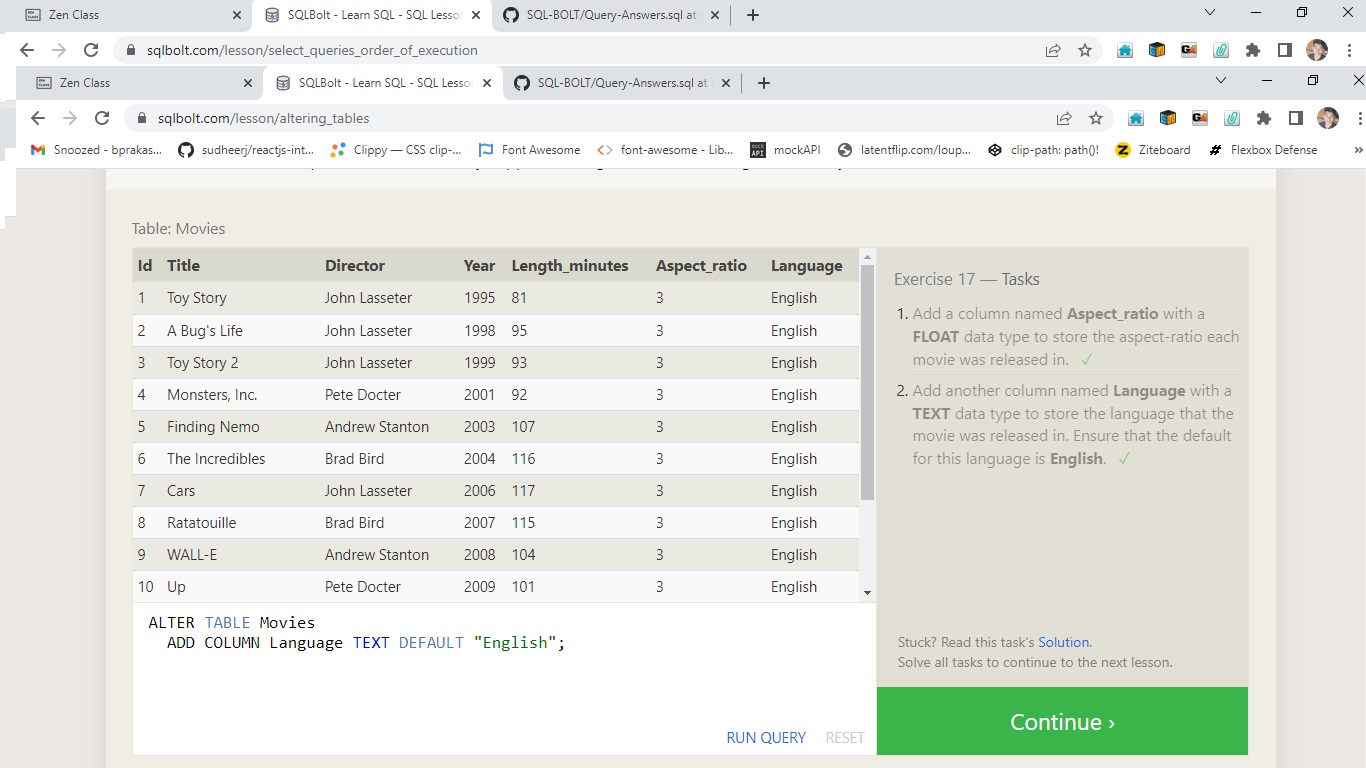 Zen Class
SQLBolt - Learn SQL - SQL Lesso
SQL-BOLT/Query-Answers.sql at
sqlbolt.com/lesson/select_queries_order_of_execution
Zen Class
SQLBolt - Learn SQL - SQL Lesso
SQL-BOLT/Query-Answers.sql at
sqlbolt.com/lesson/altering_tables
Snoozed - bprakas...
sudheerj/reactjs-int...
Clippy — CSS clip-...
Font Awesome
font-awesome - Lib...
mockAPI
latentflip.com/loup...
clip-path: path()!
Ziteboard
Flexbox Defense
Table: Movies
Id Title Director Year Length_minutes Aspect_ratio Language
1 Toy Story John Lasseter 1995 81 3 English
2 A Bug's Life John Lasseter 1998 95 3 English
3 Toy Story 2 John Lasseter 1999 93 3 English
4 Monsters, Inc. Pete Docter 2001 92 3 English
5 Finding Nemo Andrew Stanton 2003 107 3 English
6 The Incredibles Brad Bird 2004 116 3 English
7 Cars John Lasseter 2006 117 3 English
8 Ratatouille Brad Bird 2007 115 3 English
9 WALL-E Andrew Stanton 2008 104 3 English
10 Up Pete Docter 2009 101 3 English
ALTER TABLE Movies
ADD COLUMN Language TEXT DEFAULT "English";
RUN QUERY RESET
Exercise 17 — Tasks
1. Add a column named Aspect_ratio with a
FLOAT data type to store the aspect-ratio each
movie was released in. ✓
2. Add another column named Language with a
TEXT data type to store the language that the
movie was released in. Ensure that the default
for this language is English. ✓
Stuck? Read this task's Solution.
Solve all tasks to continue to the next lesson.
Continue ›